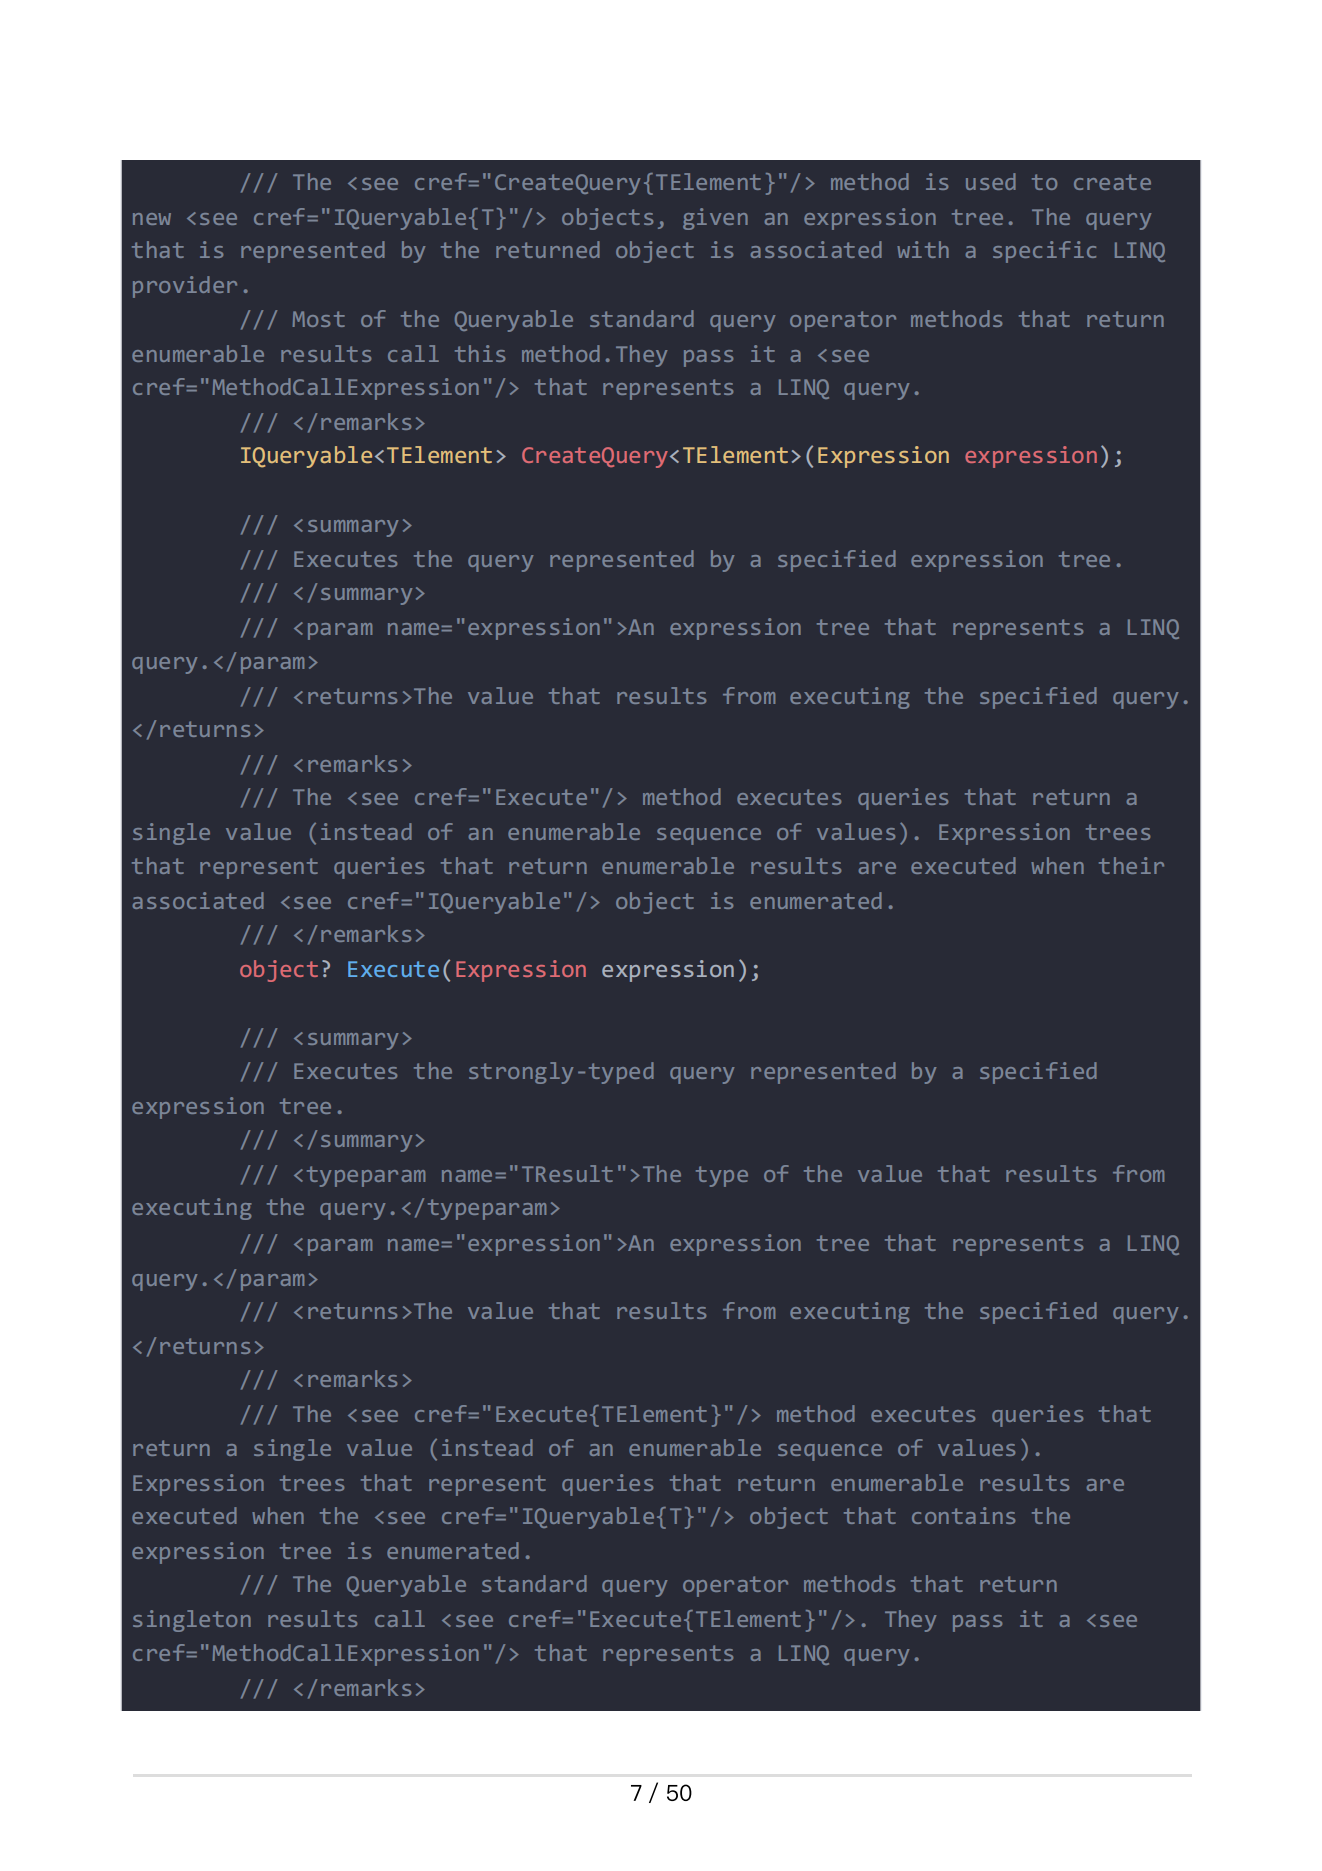 /// The <see cref="CreateQuery{TElement}"/> method is used to create
new <see cref="IQueryable{T}"/> objects, given an expression tree. The query
that is represented by the returned object is associated with a specific LINQ
provider.
/// Most of the Queryable standard query operator methods that return
enumerable results call this method.They pass it a <see
cref="MethodCallExpression"/> that represents a LINQ query.
/// </remarks>
IQueryable<TElement> CreateQuery<TElement>(Expression expression);
/// <summary>
/// Executes the query represented by a specified expression tree.
/// </summary>
/// <param name="expression">An expression tree that represents a LINQ
query.</param>
/// <returns>The value that results from executing the specified query.
</returns>
/// <remarks>
/// The <see cref="Execute"/> method executes queries that return a
single value (instead of an enumerable sequence of values). Expression trees
that represent queries that return enumerable results are executed when their
associated <see cref="IQueryable"/> object is enumerated.
/// </remarks>
object? Execute(Expression expression);
/// <summary>
/// Executes the strongly-typed query represented by a specified
expression tree.
/// </summary>
/// <typeparam name="TResult">The type of the value that results from
executing the query.</typeparam>
/// <param name="expression">An expression tree that represents a LINQ
query.</param>
/// <returns>The value that results from executing the specified query.
</returns>
/// <remarks>
/// The <see cref="Execute{TElement}"/> method executes queries that
return a single value (instead of an enumerable sequence of values).
Expression trees that represent queries that return enumerable results are
executed when the <see cref="IQueryable{T}"/> object that contains the
expression tree is enumerated.
/// The Queryable standard query operator methods that return
singleton results call <see cref="Execute{TElement}"/>. They pass it a <see
cref="MethodCallExpression"/> that represents a LINQ query.
/// </remarks>
7 / 50